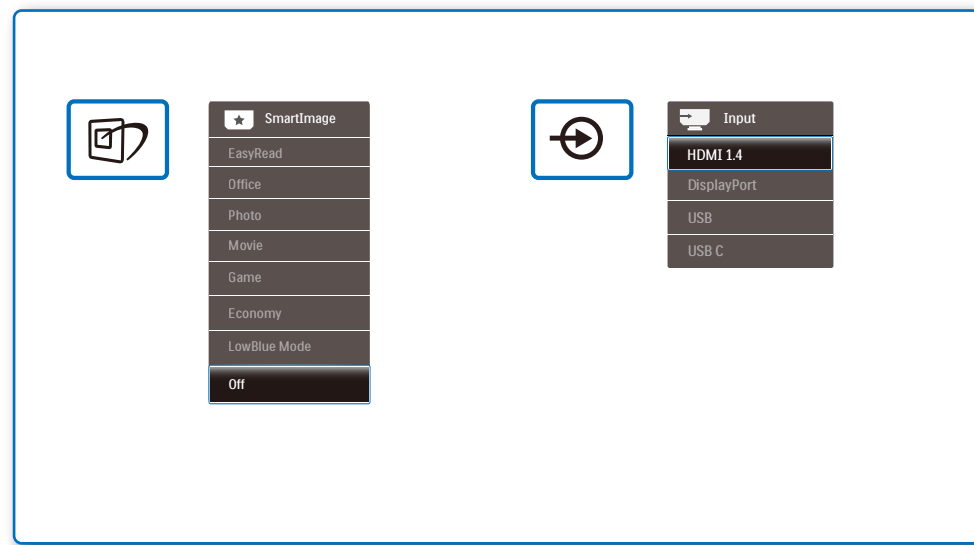 SmartImage
EasyRead
Office
Photo
Movie
Game
Economy
LowBlue Mode
Off
Input
HDMI 1.4
DisplayPort
USB
USB C